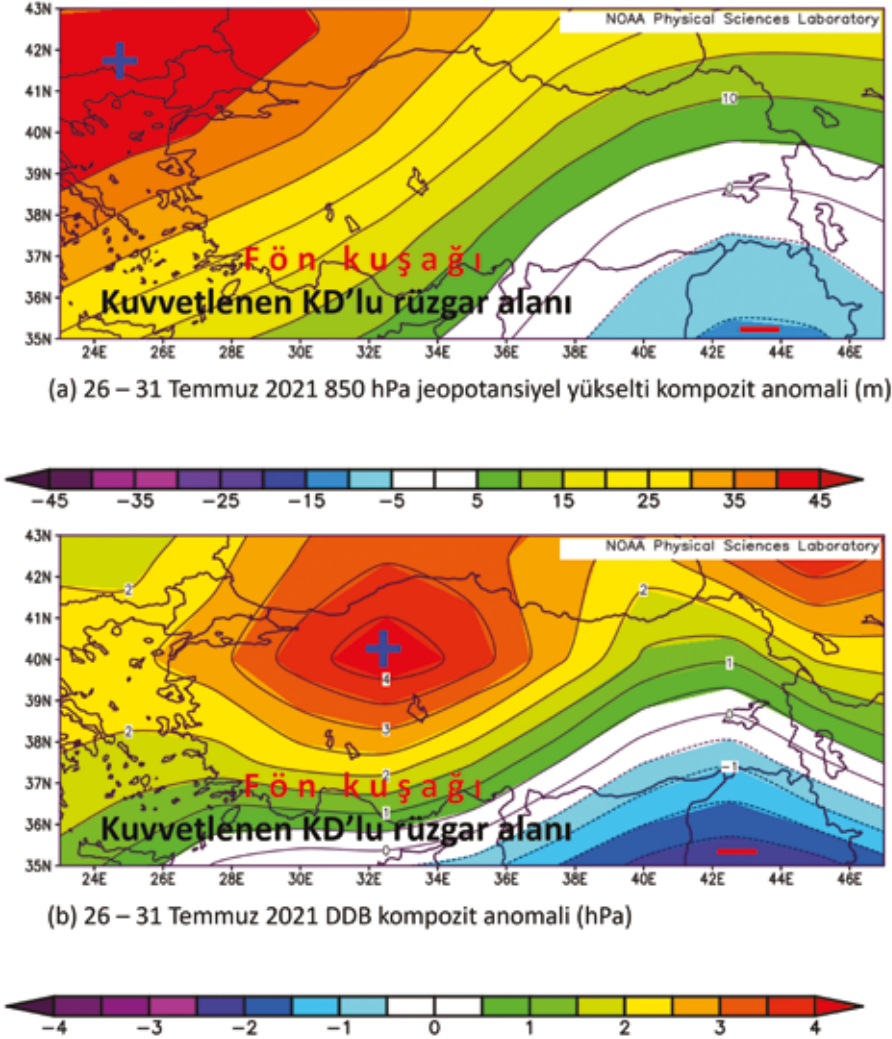 43N
NOAA Physical Sciences Laboratory
42N
41N
10
40N
39N
0
38N
37N
Fön kuşağı
36N
Kuvvetlenen KD'lu rüzgar alanı
35N
24E 26E 28E 30E 32E 34E 36E 38E 40E 42E 44E 46E
(a) 26 – 31 Temmuz 2021 850 hPa jeopotansiyel yükselti kompozit anomali (m)
−45 −35 −25 −15 −5 5 15 25 35 45
43N
NOAA Physical Sciences Laboratory
42N
2 2
41N
40N
1
4
39N
3 0
38N
2
2 −1
37N
Fön kuşağı
1
36N
Kuvvetlenen KD'lu rüzgar alanı
0
35N
24E 26E 28E 30E 32E 34E 36E 38E 40E 42E 44E 46E
(b) 26 – 31 Temmuz 2021 DDB kompozit anomali (hPa)
−4 −3 −2 −1 0 1 2 3 4